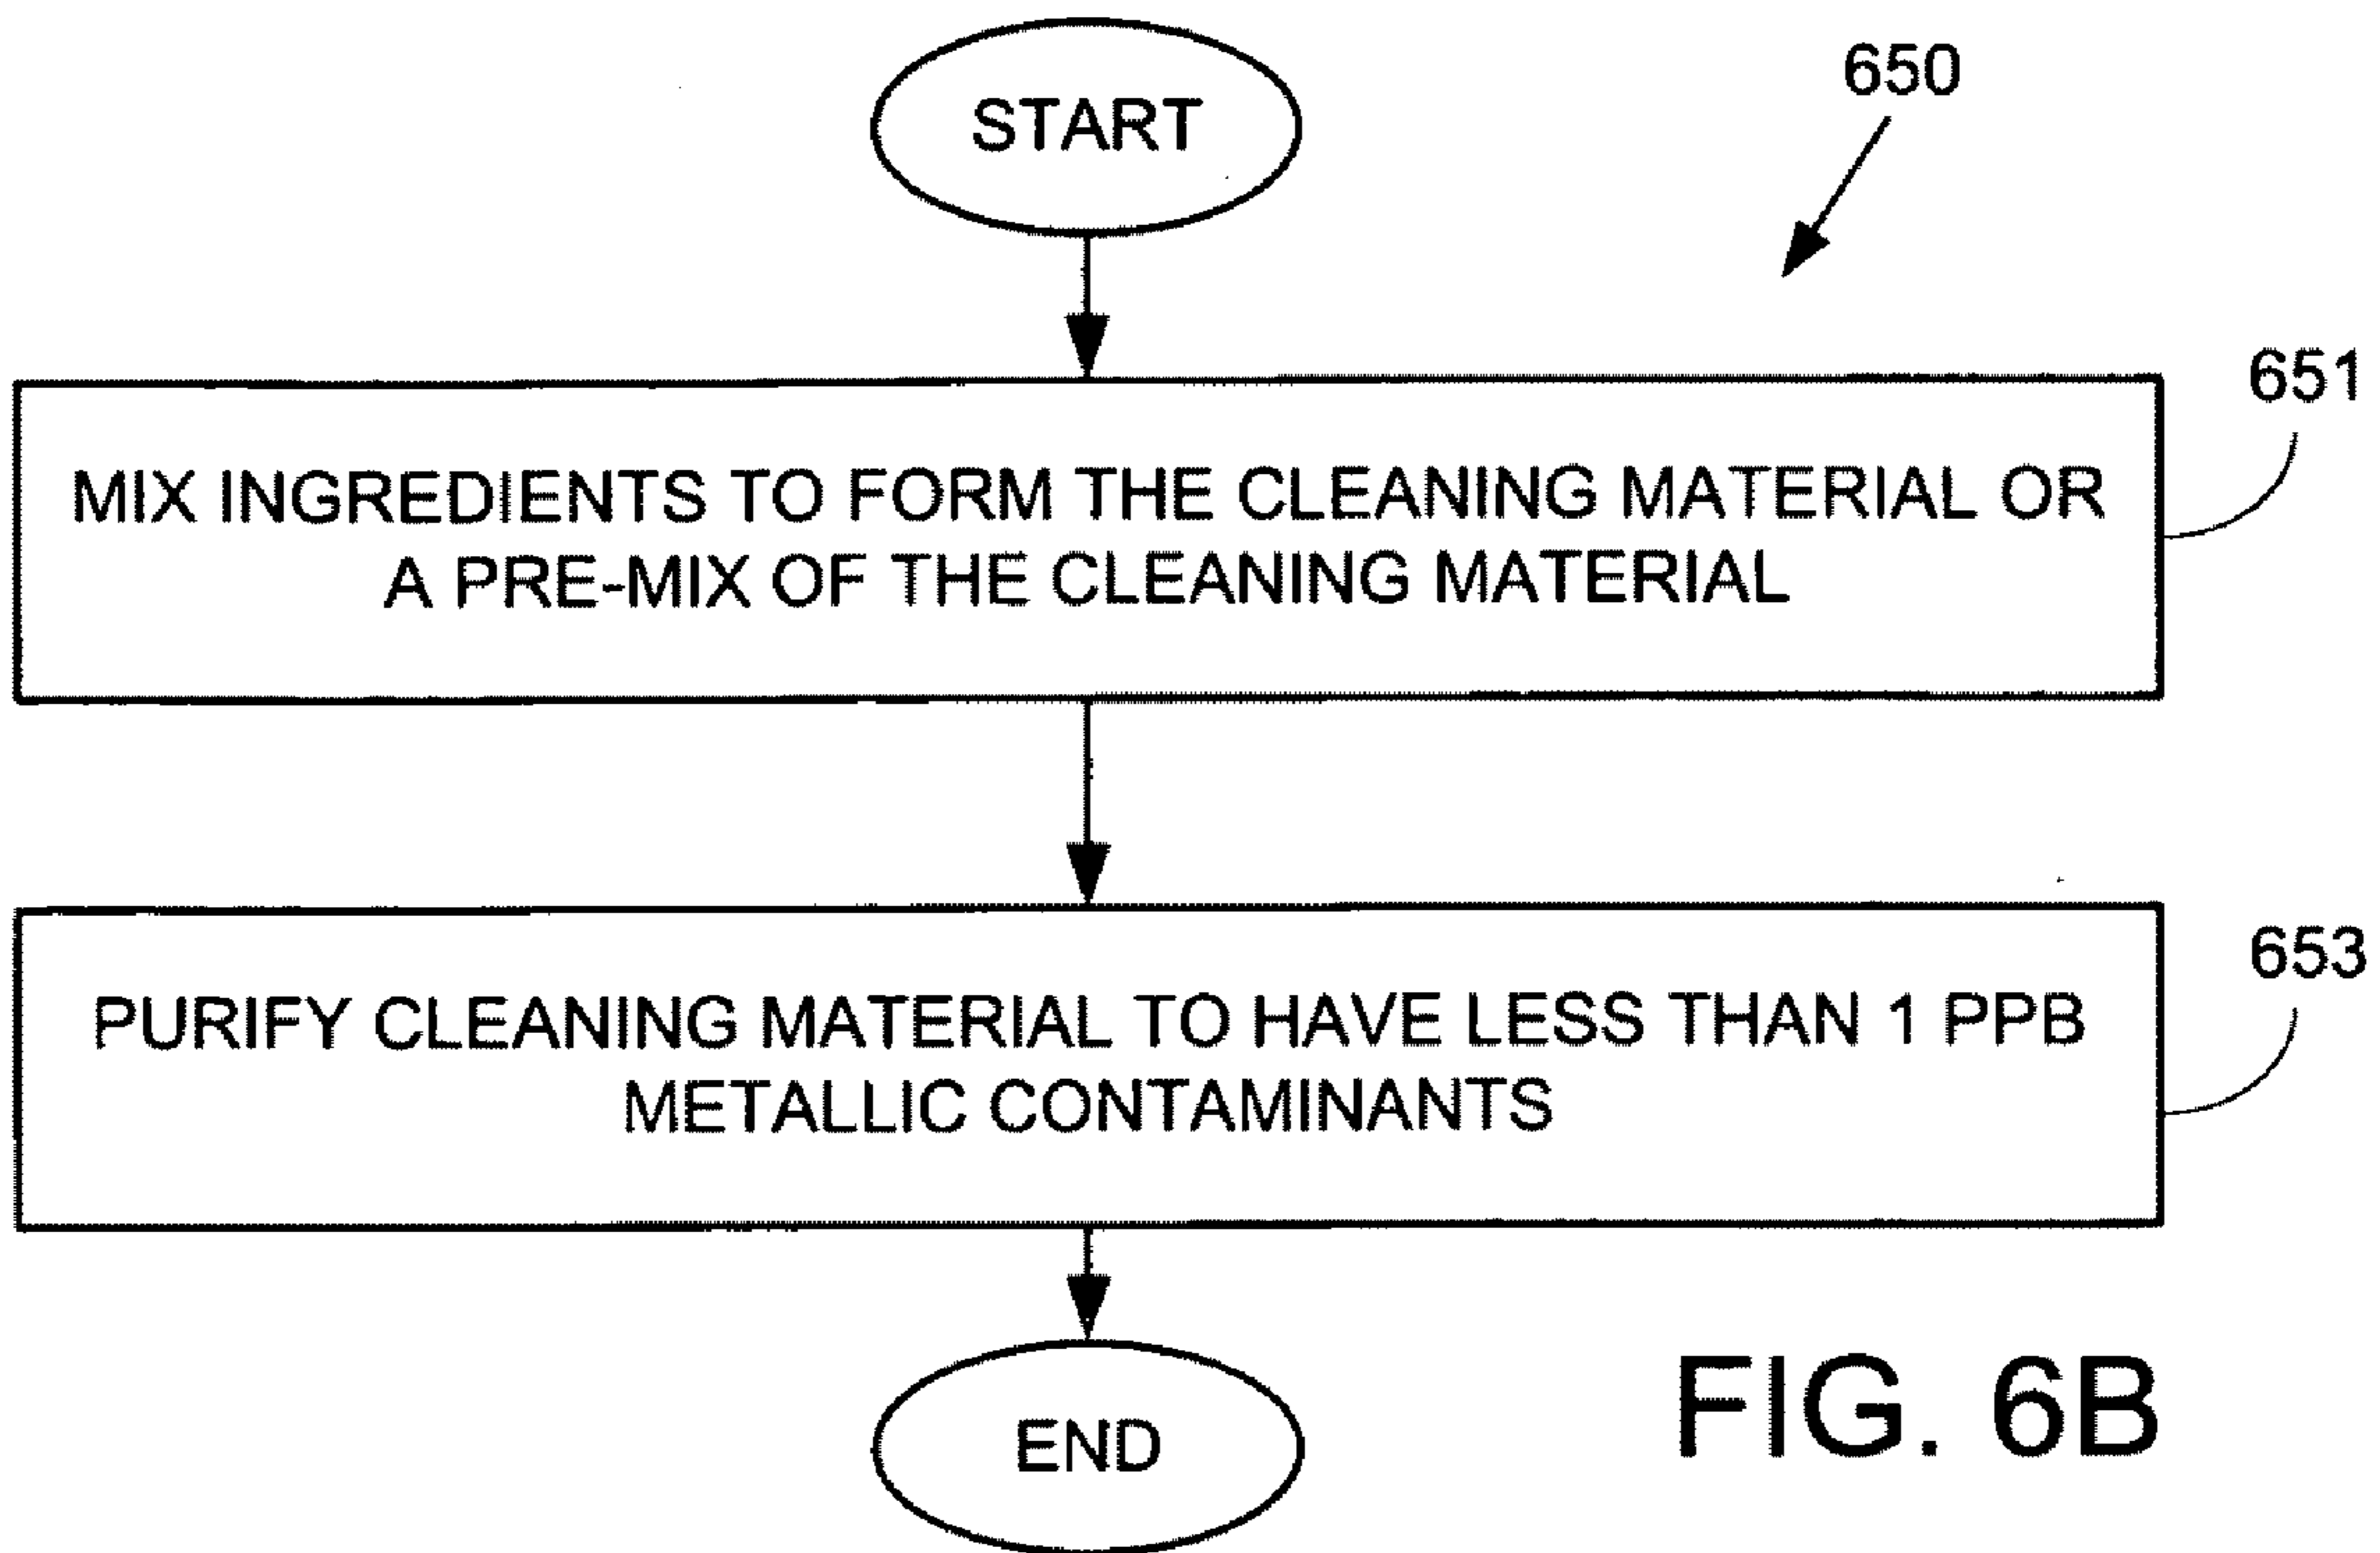 START
650
651
MIX INGREDIENTS TO FORM THE CLEANING MATERIAL OR
A PRE-MIX OF THE CLEANING MATERIAL
653
PURIFY CLEANING MATERIAL TO HAVE LESS THAN 1 PPB
METALLIC CONTAMINANTS
END
FIG. 6B